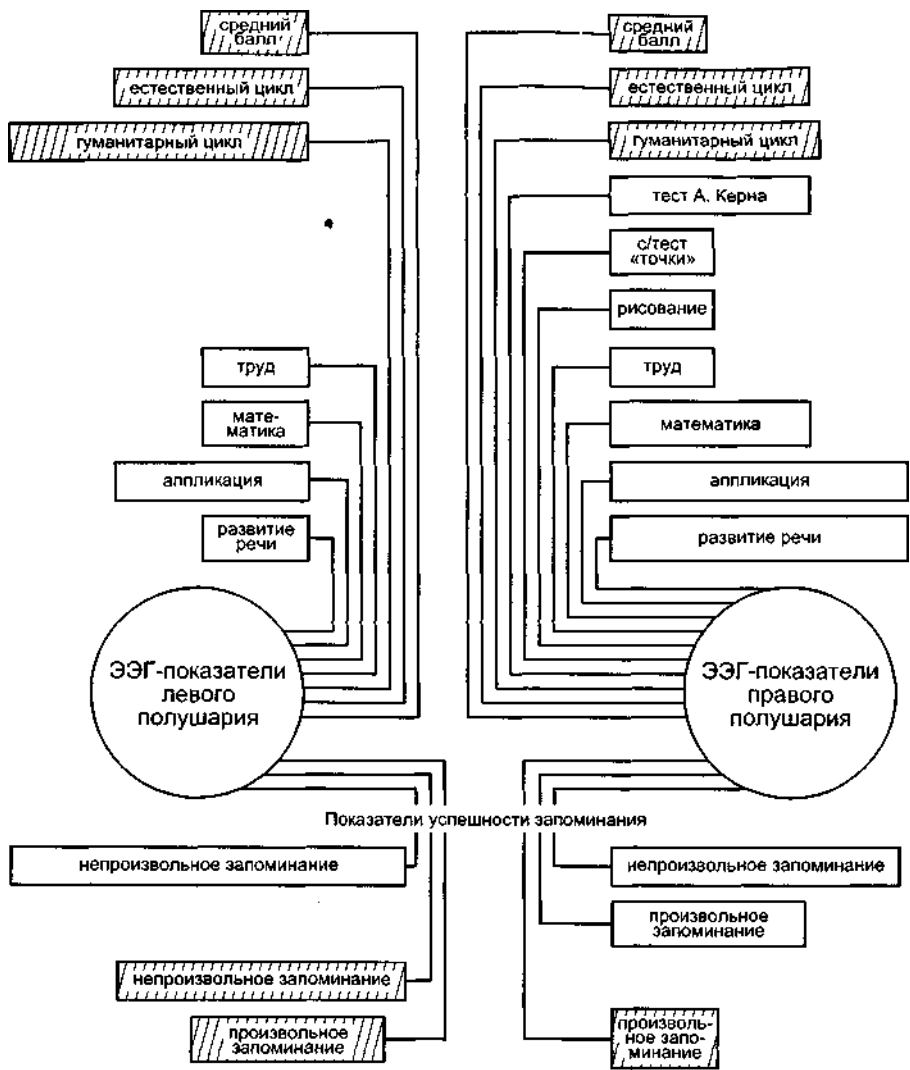 средний
балл
естественный цикл
гуманитарный цикл
труд
мате-
матика
аппликация
развитие
речи
ЭЭГ-показатели
левого
полушария
средний
балл
естественный цикл
гуманитарный цикл
тест А. Керна
с/тест
«точки»
рисование
труд
математика
аппликация
развитие речи
ЭЭГ-показатели
правого
полушария
Показатели успешности запоминания
непроизвольное запоминание
непроизвольное запоминание
произвольное
запоминание
непроизвольное запоминание
произвольное
запоминание
произволь-
ное запо-
минание